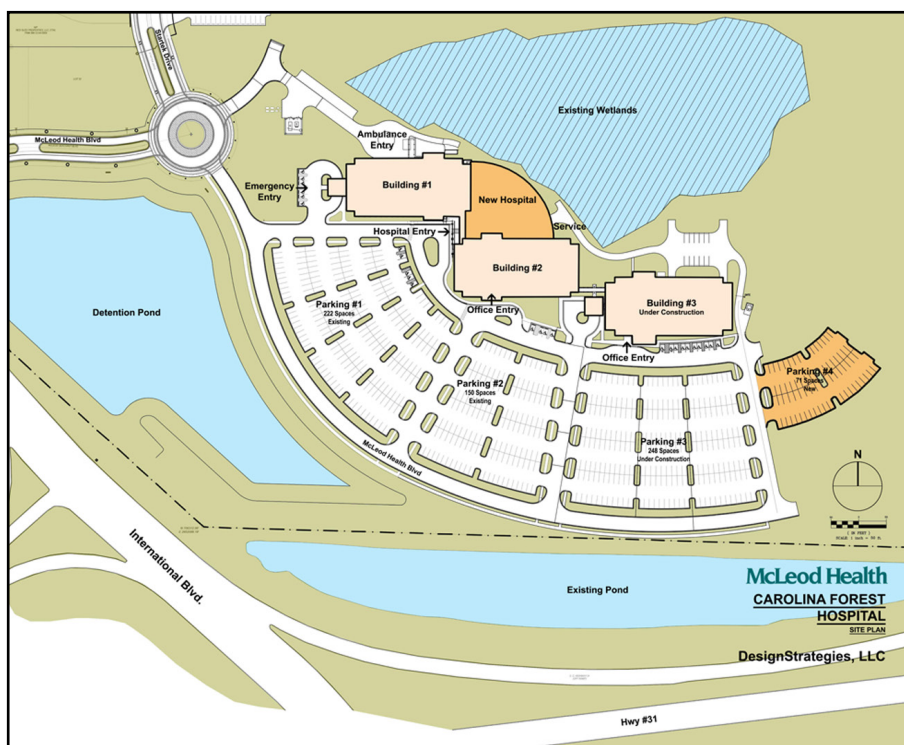 Startek Drive
McLeod Health Blvd
Existing Wetlands
Ambulance
Entry
Emergency
Entry
Building #1
New Hospital
Hospital Entry
Service
Building #2
Building #3
Under Construction
Office Entry
Office Entry
Detention Pond
Parking #1
222 Spaces
Existing
Parking #2
150 Spaces
Existing
Parking #3
248 Spaces
Under Construction
Parking #4
71 Spaces
New
McLeod Health Blvd
N
International Blvd.
Existing Pond
McLeod Health
CAROLINA FOREST
HOSPITAL
SITE PLAN
DesignStrategies, LLC
Hwy #31